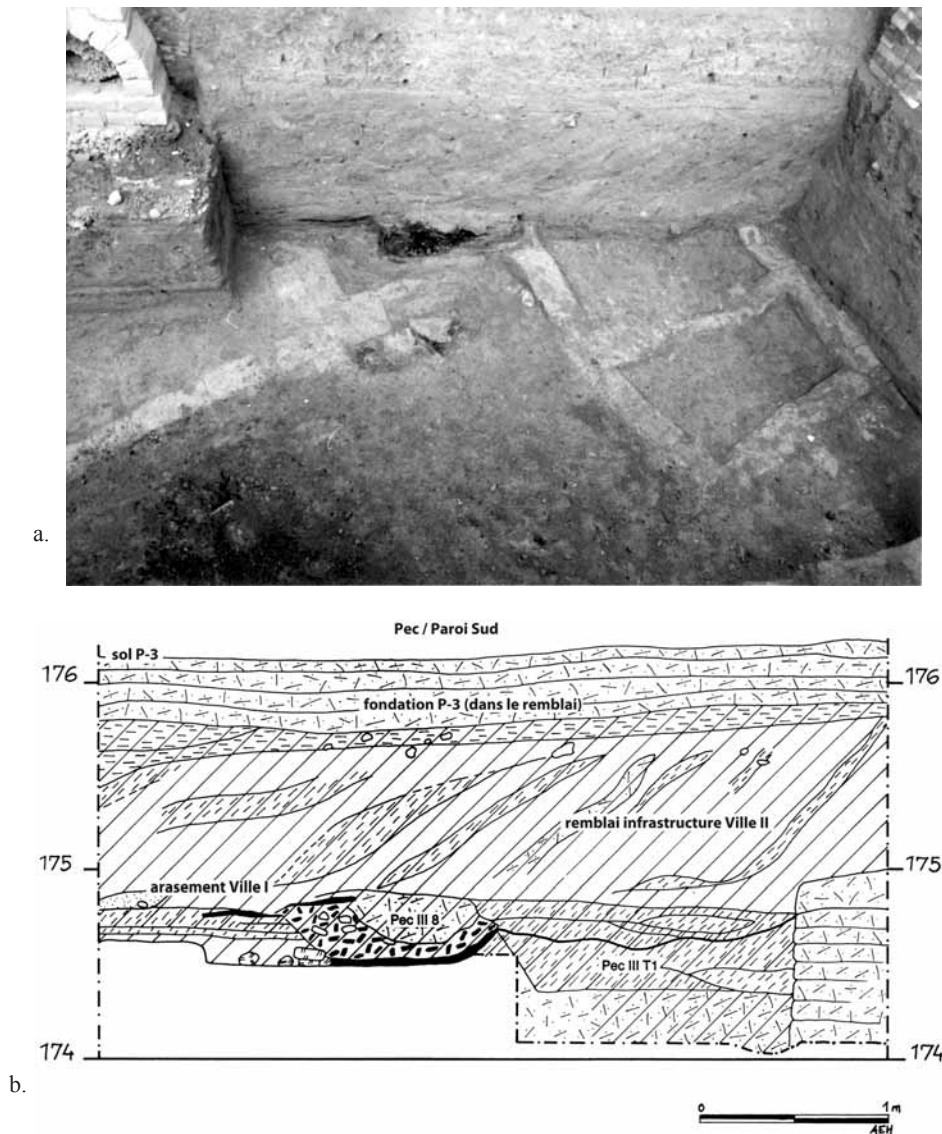 a.
Pec / Paroi Sud
sol P-3
176 176
fondation P-3 (dans le remblai)
remblai infrastructure Ville II
175 175
arasement Ville I
Pec III 8
Pec III T1
174 174
b.
0 1m
AEH